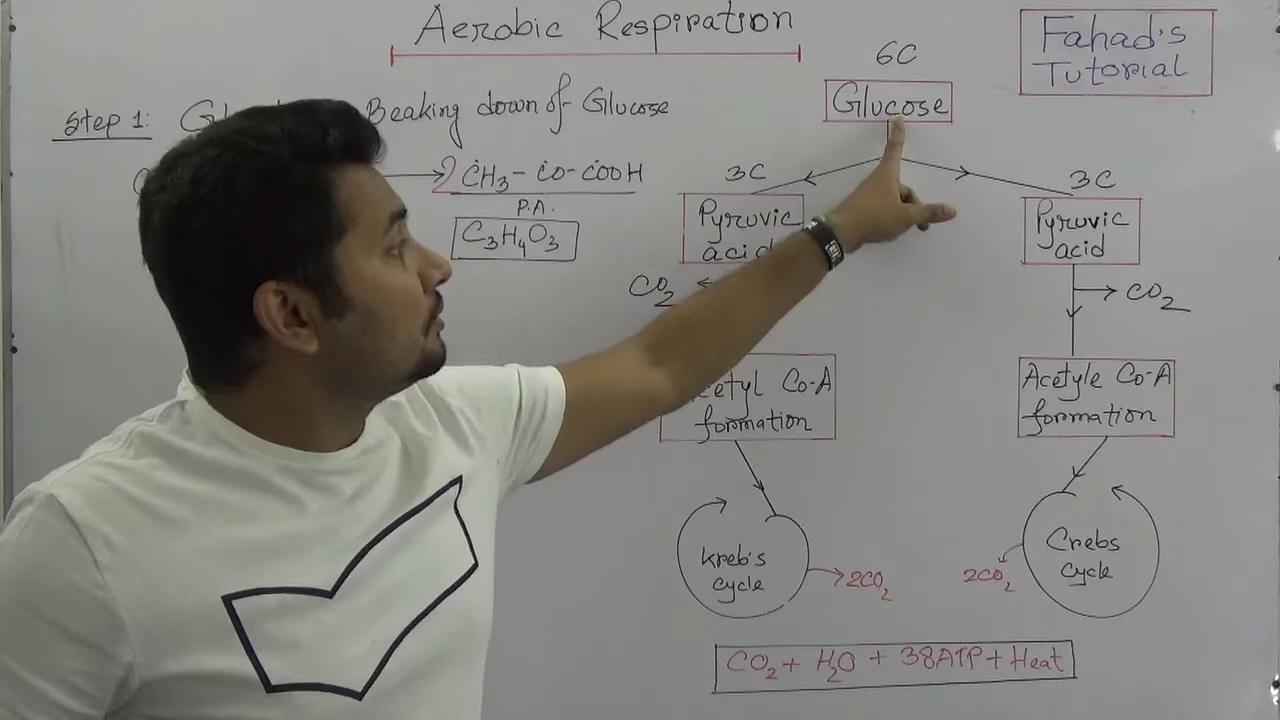 Aerobic Respiration
Fahad's
Tutorial
Step 1: Beaking down of Glucose
2 CH3 - CO - COOH
P.A.
C3H4O3
6C
Glucose
3C
3C
Pyruvic
acid
Pyruvic
acid
CO2
CO2
Co-A
formation
Acetyle Co-A
formation
Kreb's
cycle
2CO2
Crebs
cycle
2CO2
CO2 + H2O + 38ATP + Heat